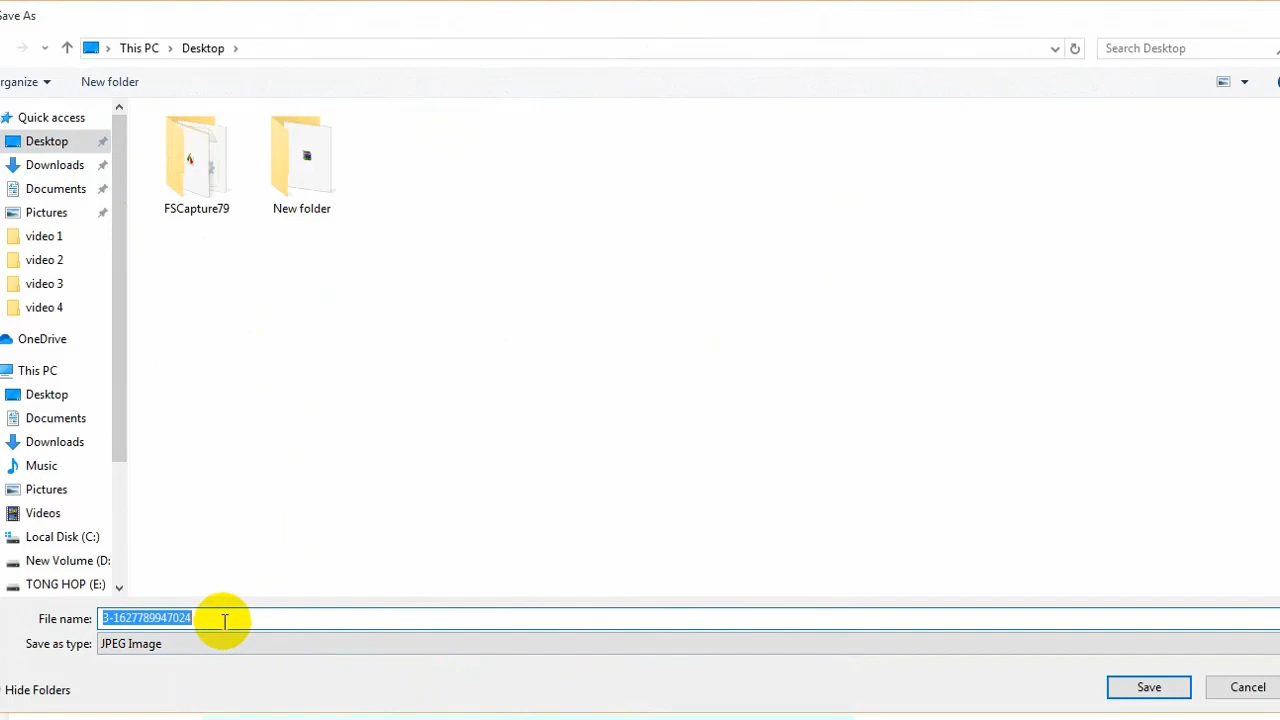 Save As
This PC
Desktop
Search Desktop
rganize
New folder
Quick access
Desktop
Downloads
Documents
Pictures
video 1
video 2
video 3
video 4
OneDrive
This PC
Desktop
Documents
Downloads
Music
Pictures
Videos
Local Disk (C:)
New Volume (D:
TONG HOP (E:)
FSCapture79
New folder
File name: 3-1627789947024
Save as type: JPEG Image
Hide Folders
Save
Cancel